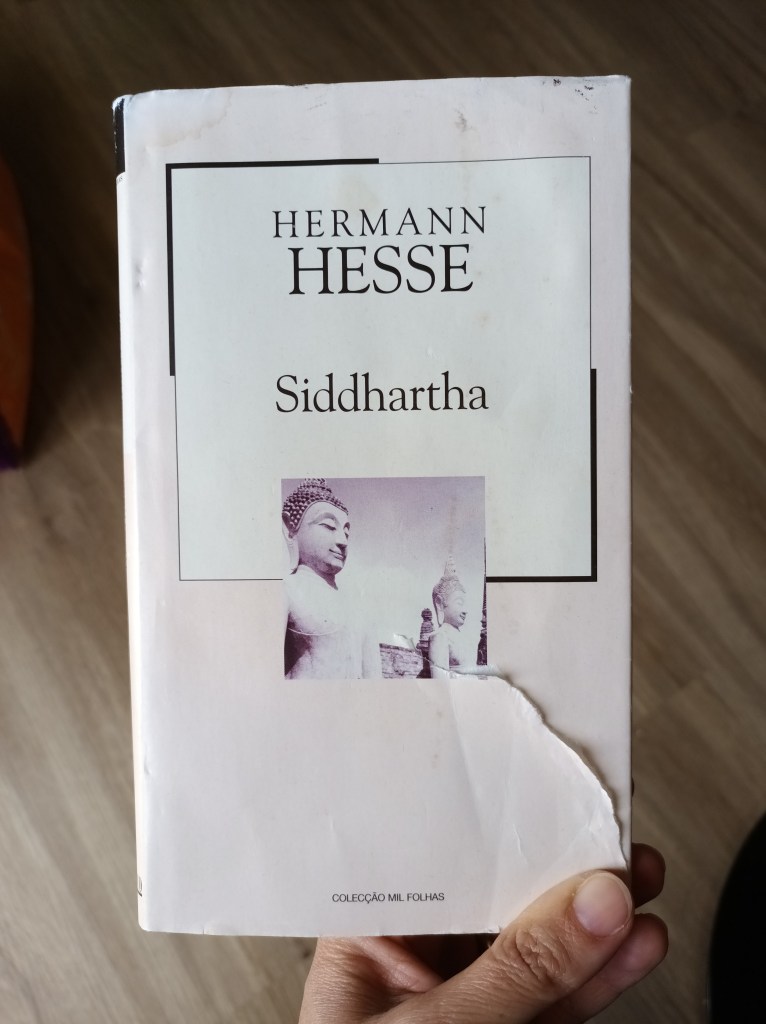 HERMANN
HESSE
Siddhartha
COLECÇÃO MIL FOLHAS